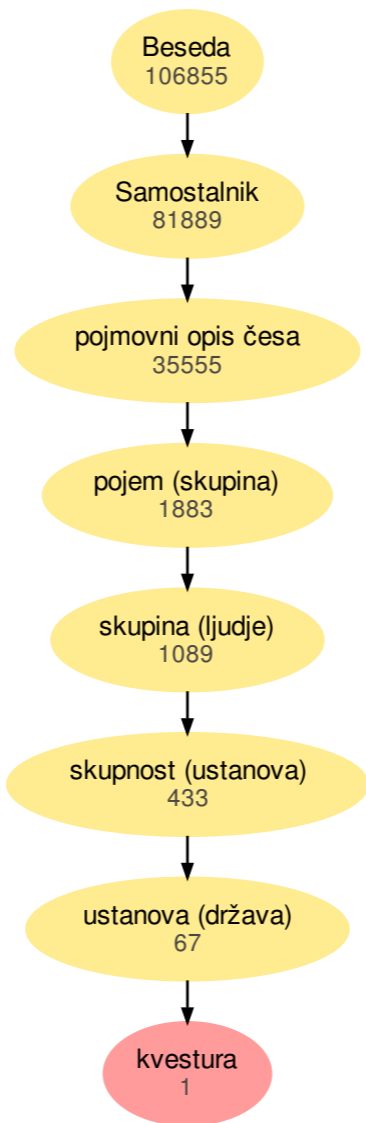 Beseda
106855
Samostalnik
81889
pojmovni opis česa
35555
pojem (skupina)
1883
skupina (ljudje)
1089
skupnost (ustanova)
433
ustanova (država)
67
kvestura
1